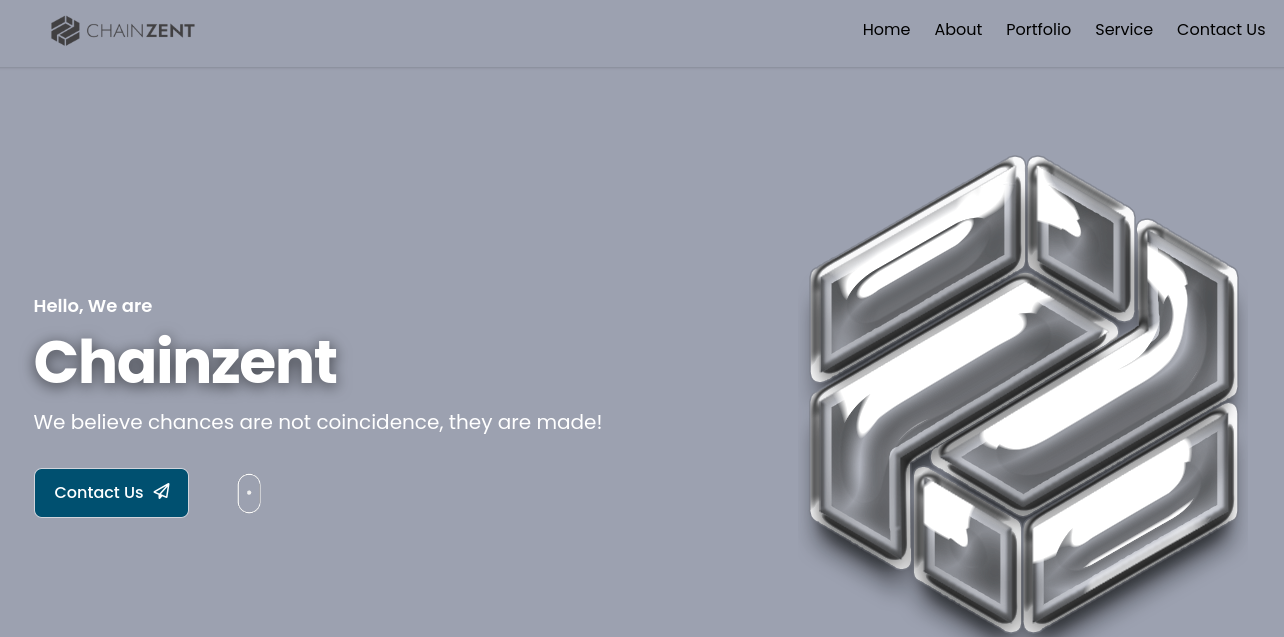 CHAINZENT
Home About Portfolio Service Contact Us
Hello, We are
Chainzent
We believe chances are not coincidence, they are made!
Contact Us